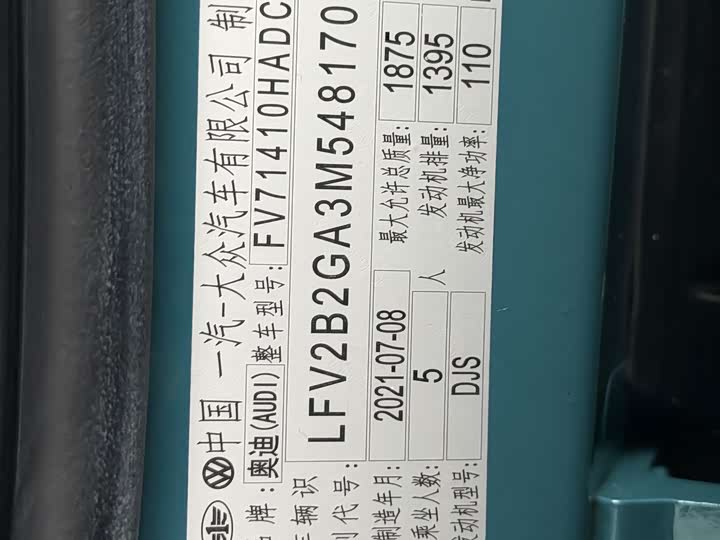 中国 一汽-大众汽车有限公司 制
牌:奥迪(AUDI) 整车型号:FV71410HADC
车辆识
代号: LFV2B2GA3M548170
制造年月: 2021-07-08 最大允许总质量: 1875
乘坐人数: 5 人 发动机排量: 1395
发动机型号: DJS 发动机最大净功率: 110